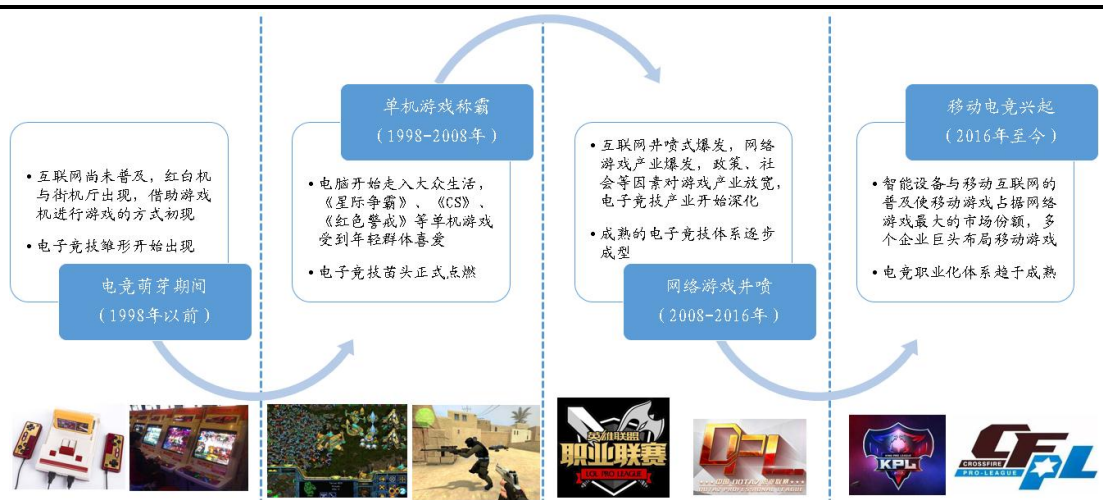 • 互联网尚未普及，红白机
与街机厅出现，借助游戏
机进行游戏的方式初现
• 电子竞技雏形开始出现
电竞萌芽期间
（1998年以前）
单机游戏称霸
（1998-2008年）
• 电脑开始走入大众生活，
《星际争霸》、《CS》、
《红色警戒》等单机游戏
受到年轻群体喜爱
• 电子竞技苗头正式点燃
• 互联网井喷式爆发，网络
游戏产业爆发，政策、社
会等因素对游戏产业放宽，
电子竞技产业开始深化
• 成熟的电子竞技体系逐步
成型
网络游戏井喷
（2008-2016年）
移动电竞兴起
（2016年至今）
• 智能设备与移动互联网的
普及使移动游戏占据网络
游戏最大的市场份额，多
个企业巨头布局移动游戏
• 电竞职业化体系趋于成熟
英雄联盟
职业联赛
LOL PRO LEAGUE
KPL
CFPL
CROSSFIRE
PRO-LEAGUE